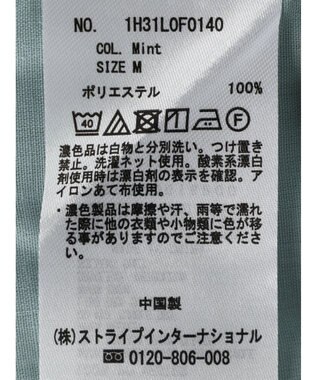 NO. 1H31L0F0140
COL. Mint
SIZE M
ポリエステル 100%
40 F
濃色品は白物と分別洗い。つけ置き
禁止。洗濯ネット使用。酸素系漂白
剤使用時は漂白剤の表示を確認。ア
イロンあて布使用。
・濃色製品は摩擦や汗、雨等で濡れ
た際に他の衣類や小物類に色が移
る事がありますのでご注意くださ
い。
中国製
(株)ストライプインターナショナル
0120-806-008